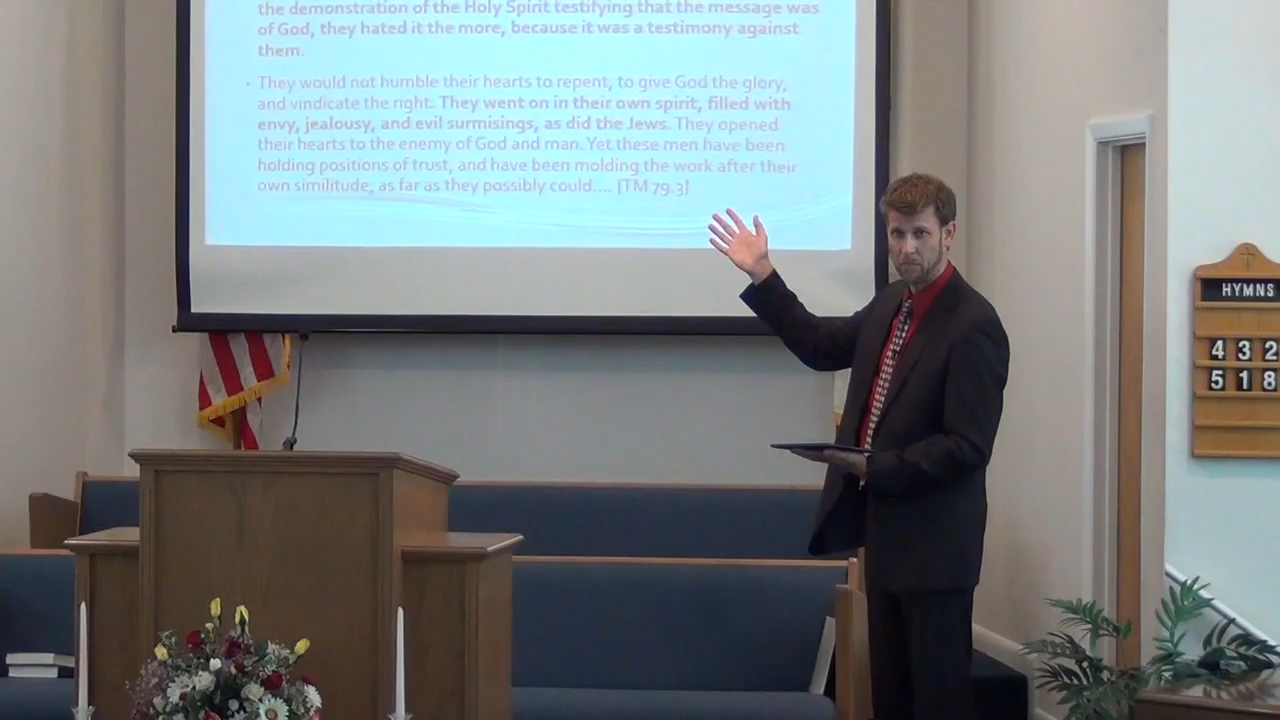 the demonstration of the Holy Spirit testifying that the message was
of God, they hated it the more, because it was a testimony against
them.
• They would not humble their hearts to repent, to give God the glory,
and vindicate the right. They went on in their own spirit, filled with
envy, jealousy, and evil surmisings, as did the Jews. They opened
their hearts to the enemy of God and man. Yet these men have been
holding positions of trust, and have been molding the work after their
own similitude, as far as they possibly could.... [TM 79.3]
HYMNS
432
518